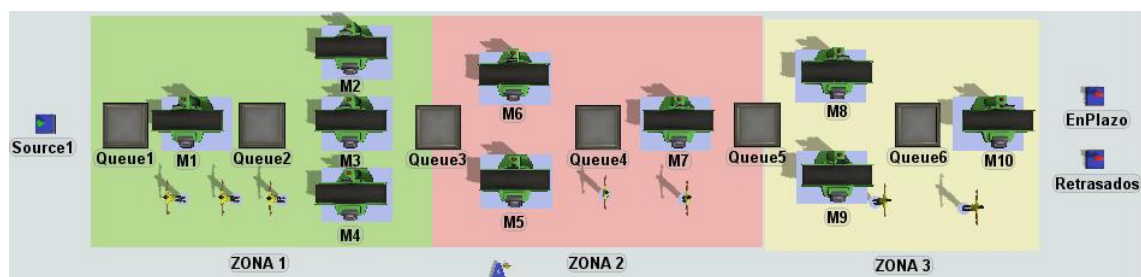 Source1
Queue1
M1
Queue2
M2
M3
M4
Queue3
M6
M5
Queue4
M7
Queue5
M8
M9
Queue6
M10
EnPlazo
Retrasados
ZONA 1
ZONA 2
ZONA 3